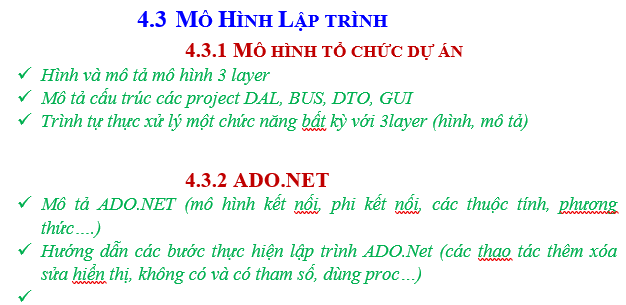 4.3 MÔ HÌNH LẬP TRÌNH
4.3.1 MÔ HÌNH TỔ CHỨC DỰ ÁN
✓ Hình và mô tả mô hình 3 layer
✓ Mô tả cấu trúc các project DAL, BUS, DTO, GUI
✓ Trình tự thực xử lý một chức năng bất kỳ với 3layer (hình, mô tả)
4.3.2 ADO.NET
✓ Mô tả ADO.NET (mô hình kết nối, phi kết nối, các thuộc tính, phương
thức….)
✓ Hướng dẫn các bước thực hiện lập trình ADO.Net (các thao tác thêm xóa
sửa hiển thị, không có và có tham số, dùng proc…)
✓